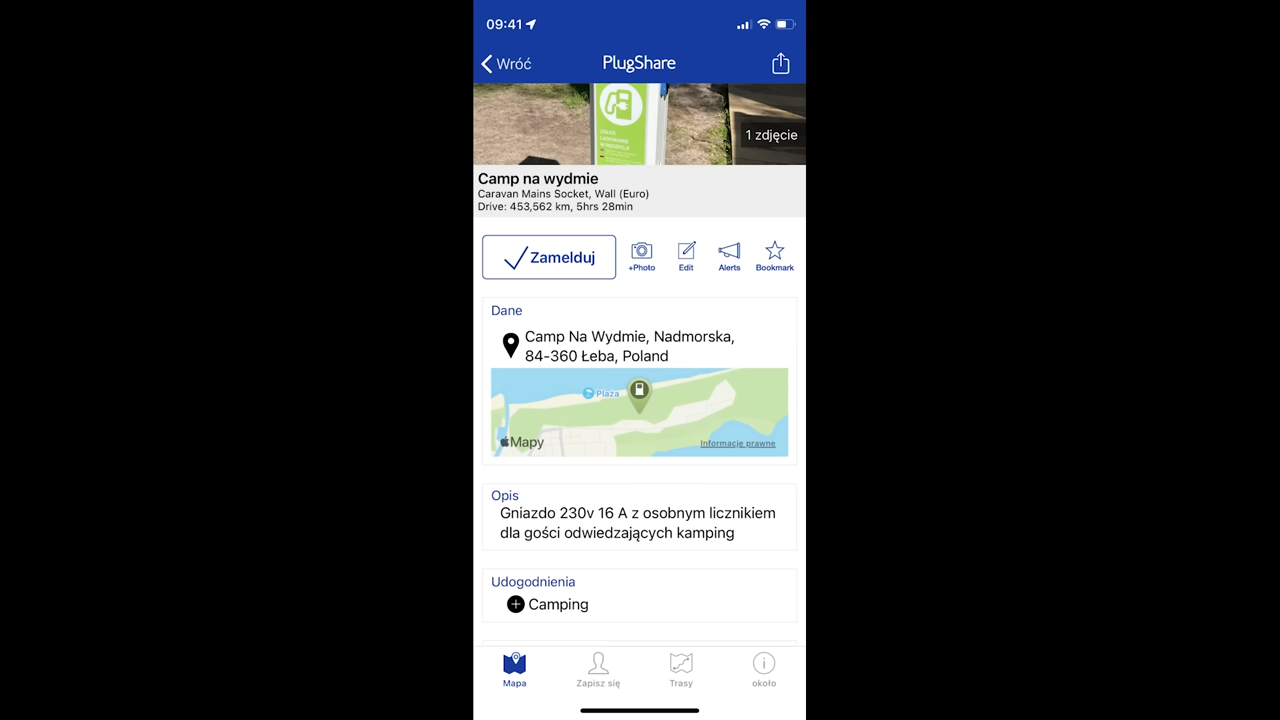 09:41
Wróć
PlugShare
1 zdjęcie
Camp na wydmie
Caravan Mains Socket, Wall (Euro)
Drive: 453,562 km, 5hrs 28min
Zamelduj
+Photo
Edit
Alerts
Bookmark
Dane
Camp Na Wydmie, Nadmorska,
84-360 Łeba, Poland
Plaża
Mapy
Informacje prawne
Opis
Gniazdo 230v 16 A z osobnym licznikiem
dla gości odwiedzających kamping
Udogodnienia
Camping
Mapa
Zapisz się
Trasy
około